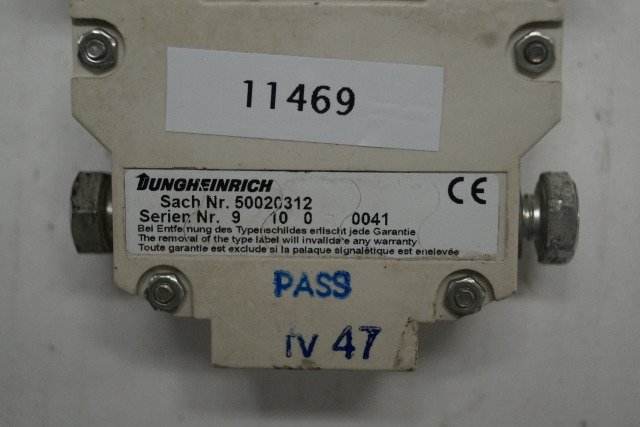 11469
JUNGHEINRICH
CE
Sach Nr. 50020312
Serien Nr. 9 10 0 0041
Bei Entfernung des Typenschildes erlischt jede Garantie
The removal of the type label will invalidate any warranty
Toute garantie est exclude si la palaque signalétique est enelevée
PASS
IV 47